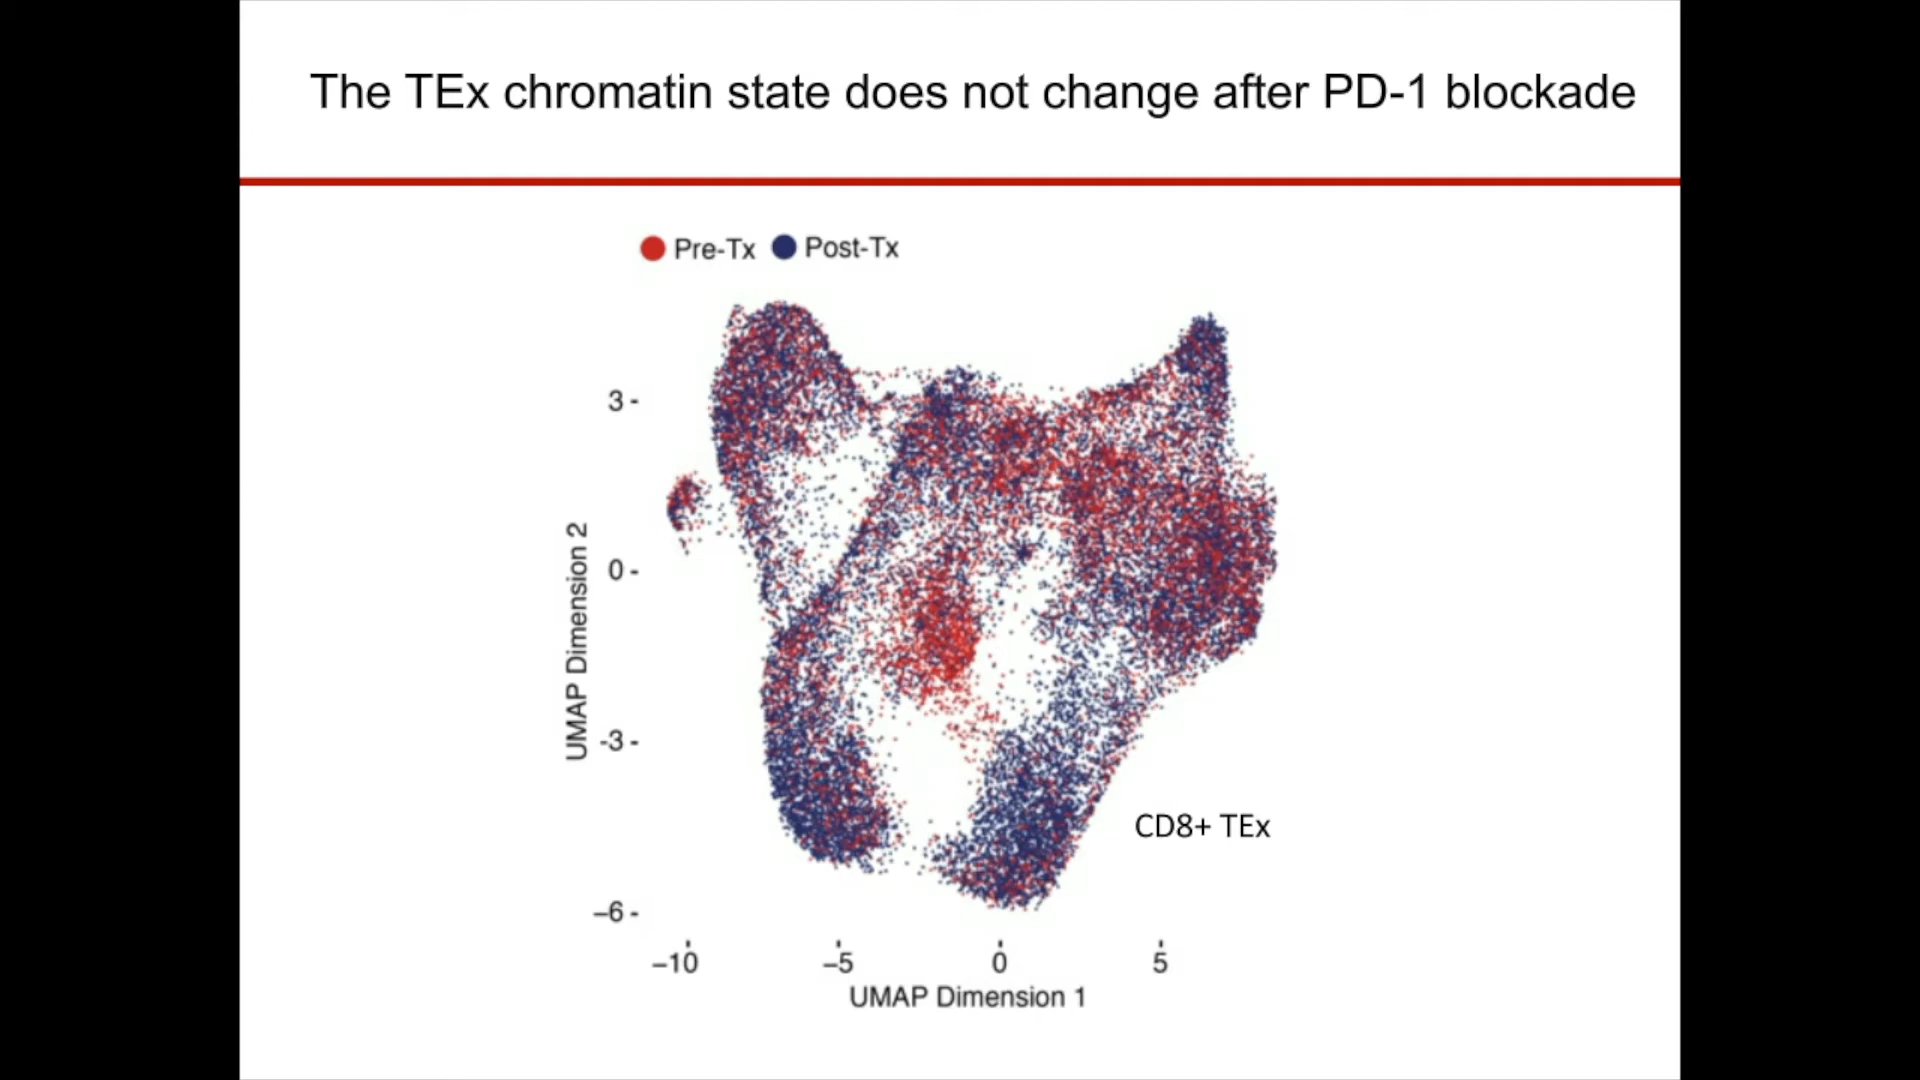 The TEx chromatin state does not change after PD-1 blockade
Pre-Tx Post-Tx
3
0
-3
–6
UMAP Dimension 2
CD8+ TEx
–10 –5 0 5
UMAP Dimension 1